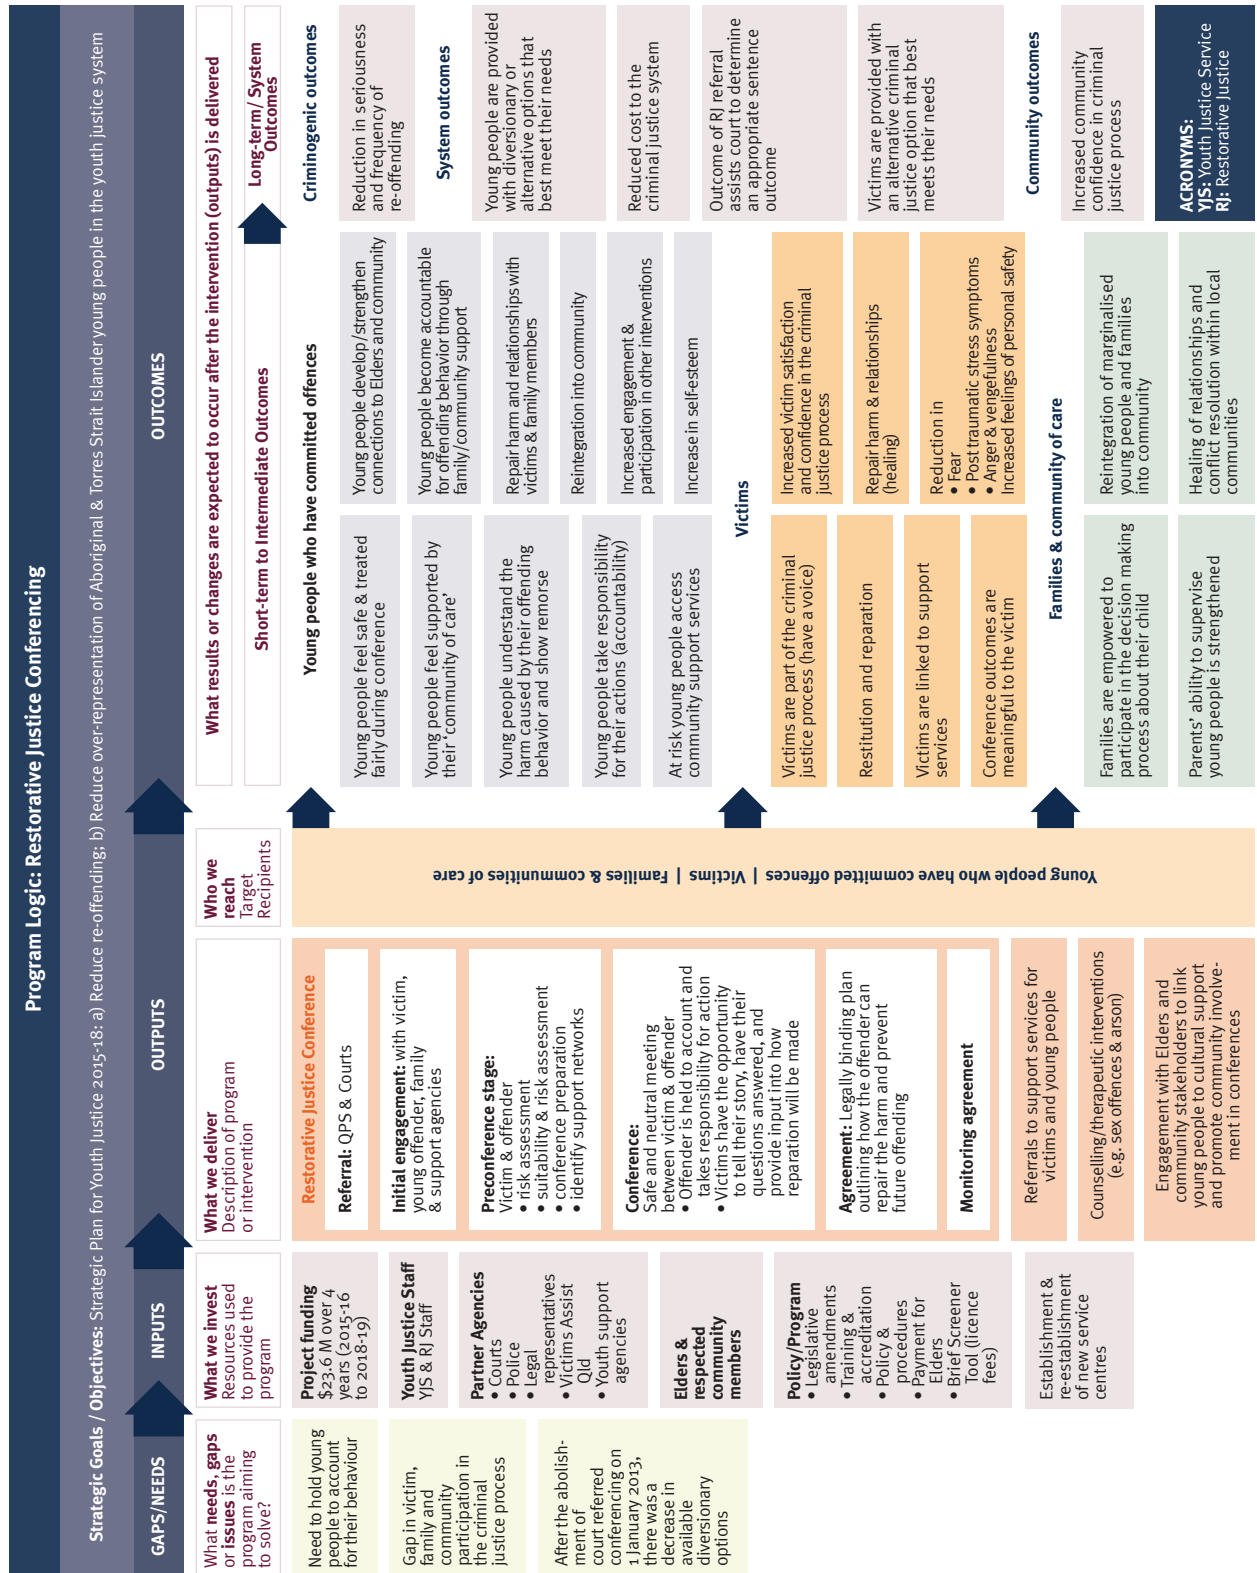 Program Logic: Restorative Justice Conferencing
Strategic Goals / Objectives: Strategic Plan for Youth Justice 2015-18: a) Reduce re-offending; b) Reduce over-representation of Aboriginal & Torres Strait Islander young people in the youth justice system
GAPS/NEEDS
What needs, gaps
or issues is the
program aiming
to solve?
Need to hold young
people to account
for their behaviour
Gap in victim,
family and
community
participation in
the criminal
justice process
After the abolish-
ment of
court referred
conferencing on
1 January 2013,
there was a
decrease in
available
diversionary
options
INPUTS
What we invest
Resources used
to provide the
program
Project funding
$23.6 M over 4
years (2015-16
to 2018-19)
Youth Justice Staff
YJS & RJ Staff
Partner Agencies
• Courts
• Police
• Legal
representatives
• Victims Assist
Qld
• Youth support
agencies
Elders &
respected
community
members
Policy/Program
• Legislative
amendments
• Training &
accreditation
• Policy &
procedures
• Payment for
Elders
• Brief Screener
Tool (licence
fees)
Establishment &
re-establishment
of new service
centres
OUTPUTS
What we deliver
Description of program
or intervention
Restorative Justice Conference
Referral: QPS & Courts
Initial engagement: with victim,
young offender, family
& support agencies
Preconference stage:
Victim & offender
• risk assessment
• suitability & risk assessment
• conference preparation
• identify support networks
Conference:
Safe and neutral meeting
between victim & offender
• Offender is held to account and
takes responsibility for action
• Victims have the opportunity
to tell their story, have their
questions answered, and
provide input into how
reparation will be made
Agreement: Legally binding plan
outlining how the offender can
repair the harm and prevent
future offending
Monitoring agreement
Referrals to support services for
victims and young people
Counselling/therapeutic interventions
(e.g. sex offences & arson)
Engagement with Elders and
community stakeholders to link
young people to cultural support
and promote community involve-
ment in conferences
Who we
reach
Target
Recipients
Young people who have committed offences | Victims | Families & communities of care
OUTCOMES
What results or changes are expected to occur after the intervention (outputs) is delivered
Short-term to Intermediate Outcomes
Long-term/ System
Outcomes
Young people who have committed offences
Young people feel safe & treated
fairly during conference
Young people feel supported by
their ‘community of care’
Young people understand the
harm caused by their offending
behavior and show remorse
Young people take responsibility
for their actions (accountability)
At risk young people access
community support services
Young people develop/strengthen
connections to Elders and community
Young people become accountable
for offending behavior through
family/community support
Repair harm and relationships with
victims & family members
Reintegration into community
Increased engagement &
participation in other interventions
Increase in self-esteem
Victims
Victims are part of the criminal
justice process (have a voice)
Restitution and reparation
Victims are linked to support
services
Conference outcomes are
meaningful to the victim
Increased victim satisfaction
and confidence in the criminal
justice process
Repair harm & relationships
(healing)
Reduction in
• Fear
• Post traumatic stress symptoms
• Anger & vengefulness
Increased feelings of personal safety
Families & community of care
Families are empowered to
participate in the decision making
process about their child
Parents’ ability to supervise
young people is strengthened
Reintegration of marginalised
young people and families
into community
Healing of relationships and
conflict resolution within local
communities
Criminogenic outcomes
Reduction in seriousness
and frequency of
re-offending
System outcomes
Young people are provided
with diversionary or
alternative options that
best meet their needs
Reduced cost to the
criminal justice system
Outcome of RJ referral
assists court to determine
an appropriate sentence
outcome
Victims are provided with
an alternative criminal
justice option that best
meets their needs
Community outcomes
Increased community
confidence in criminal
justice process
ACRONYMS:
YJS: Youth Justice Service
RJ: Restorative Justice